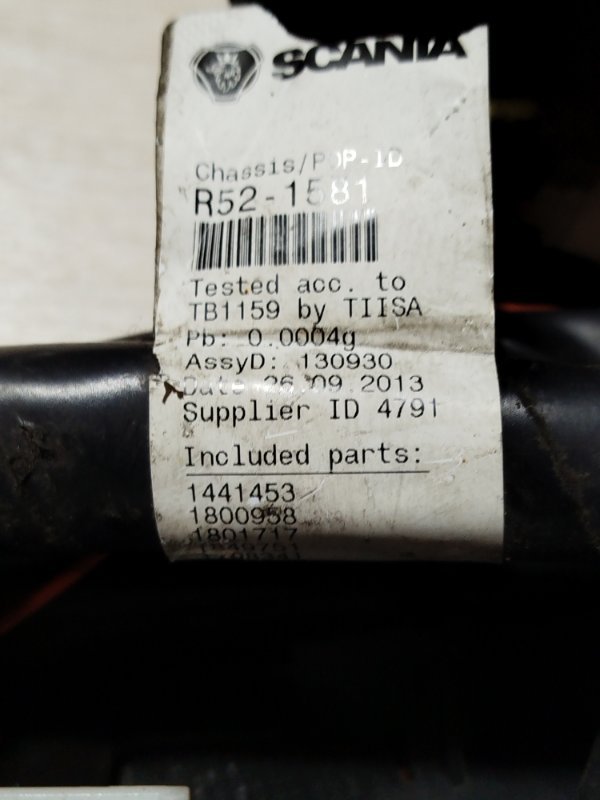 SCANIA
Chassis/POP-ID
R52-1581
Tested acc. to
TB1159 by TIISA
Pb: 0.0004g
AssyD: 130930
Date 26.09.2013
Supplier ID 4791
Included parts:
1441453
1800958
1801717